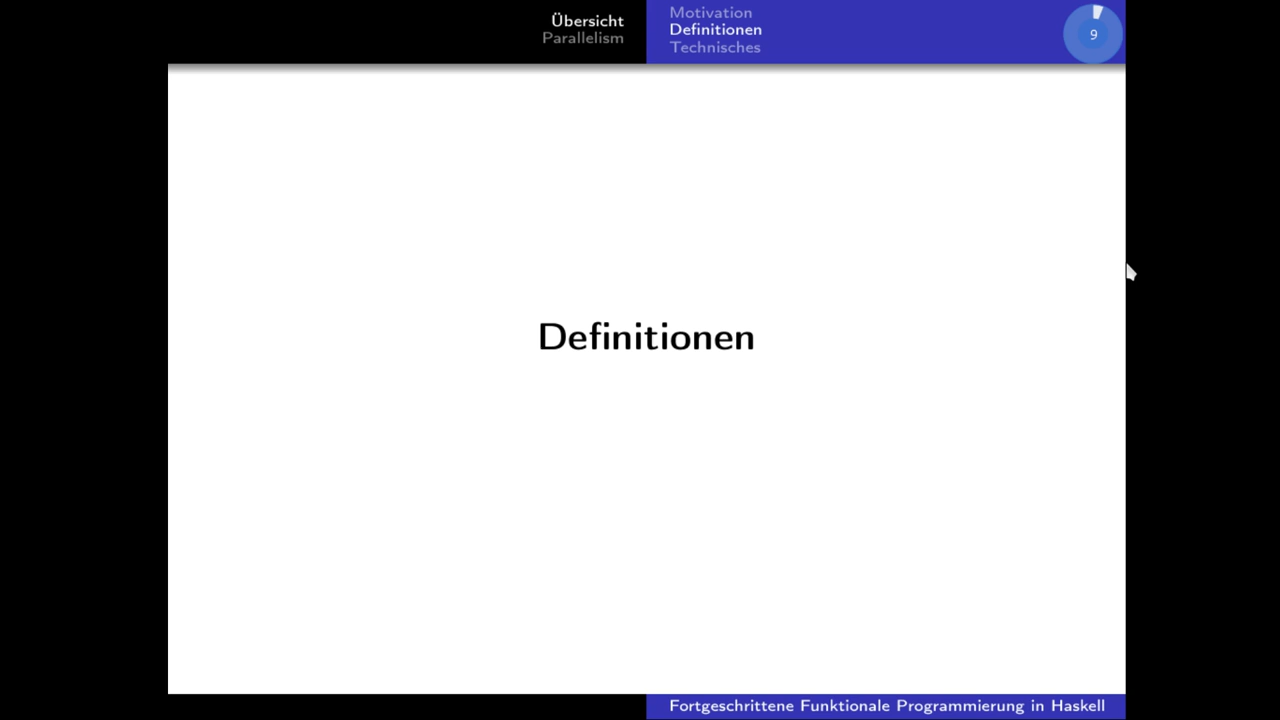 Übersicht
Parallelism
Motivation
Definitionen
Technisches
9
Definitionen
Fortgeschrittene Funktionale Programmierung in Haskell